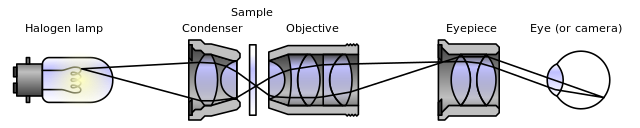 Sample
Halogen lamp
Condenser
Objective
Eyepiece
Eye (or camera)